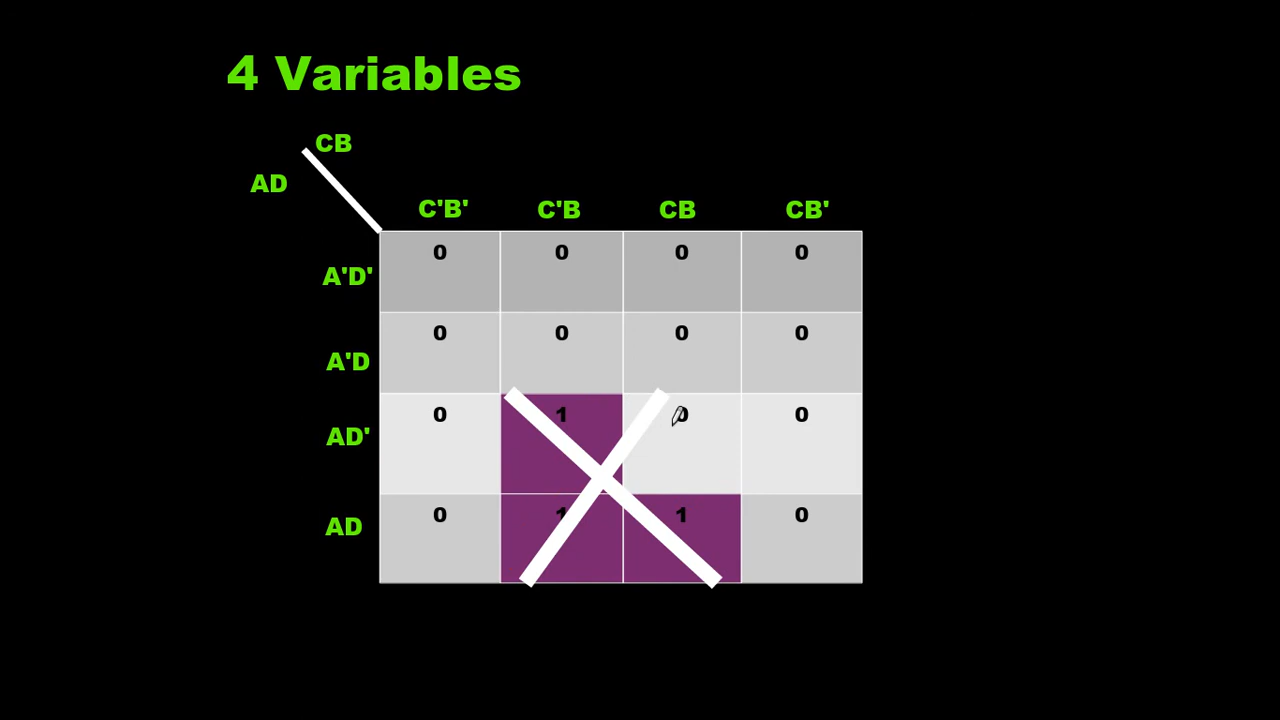 4 Variables
CB
AD
C'B' C'B CB CB'
A'D' 0 0 0 0
A'D 0 0 0 0
AD' 0 1 0 0
AD 0 1 1 0